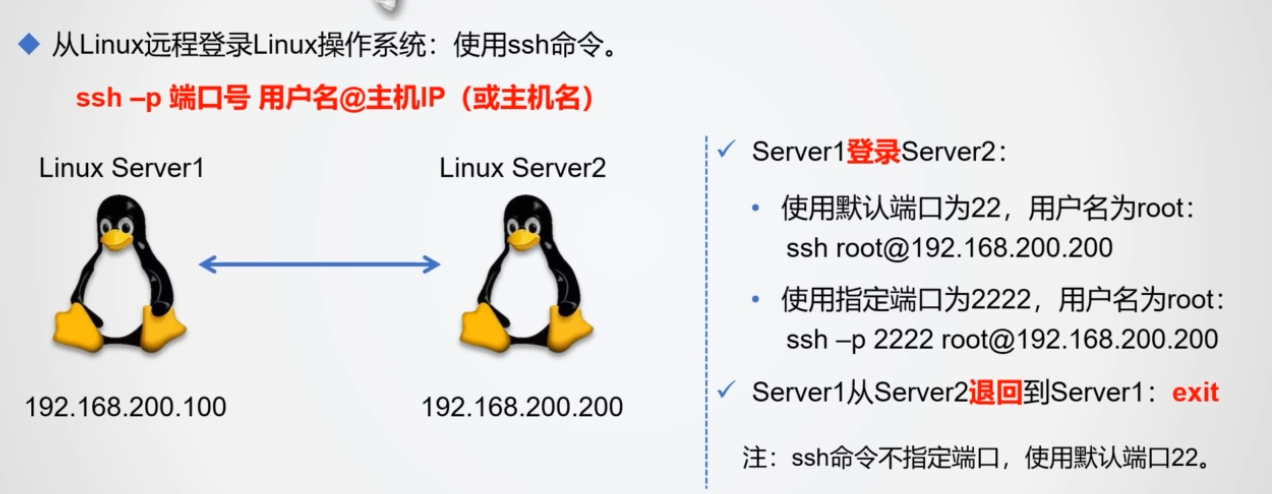 从Linux远程登录Linux操作系统：使用ssh命令。
ssh –p 端口号 用户名@主机IP（或主机名）
Linux Server1
Linux Server2
192.168.200.100
192.168.200.200
Server1登录Server2：
使用默认端口为22，用户名为root：
ssh root@192.168.200.200
使用指定端口为2222，用户名为root：
ssh –p 2222 root@192.168.200.200
Server1从Server2退回到Server1：exit
注：ssh命令不指定端口，使用默认端口22。